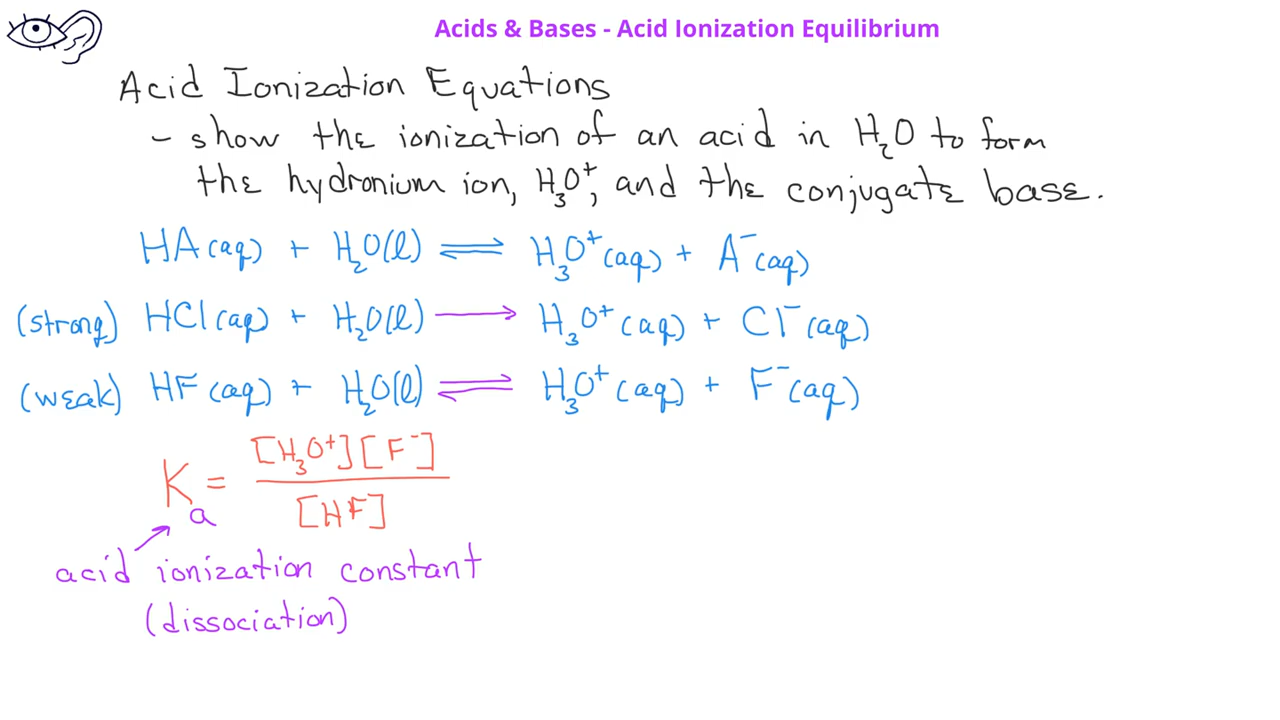 Acids & Bases - Acid Ionization Equilibrium
Acid Ionization Equations
- show the ionization of an acid in H₂O to form
the hydronium ion, H₃O⁺, and the conjugate base.
HA(aq) + H₂O(l) ⇌ H₃O⁺(aq) + A⁻(aq)
(strong) HCl(aq) + H₂O(l) → H₃O⁺(aq) + Cl⁻(aq)
(weak) HF(aq) + H₂O(l) ⇌ H₃O⁺(aq) + F⁻(aq)
[H₃O⁺][F⁻]
Kₐ =
[HF]
acid ionization constant
(dissociation)